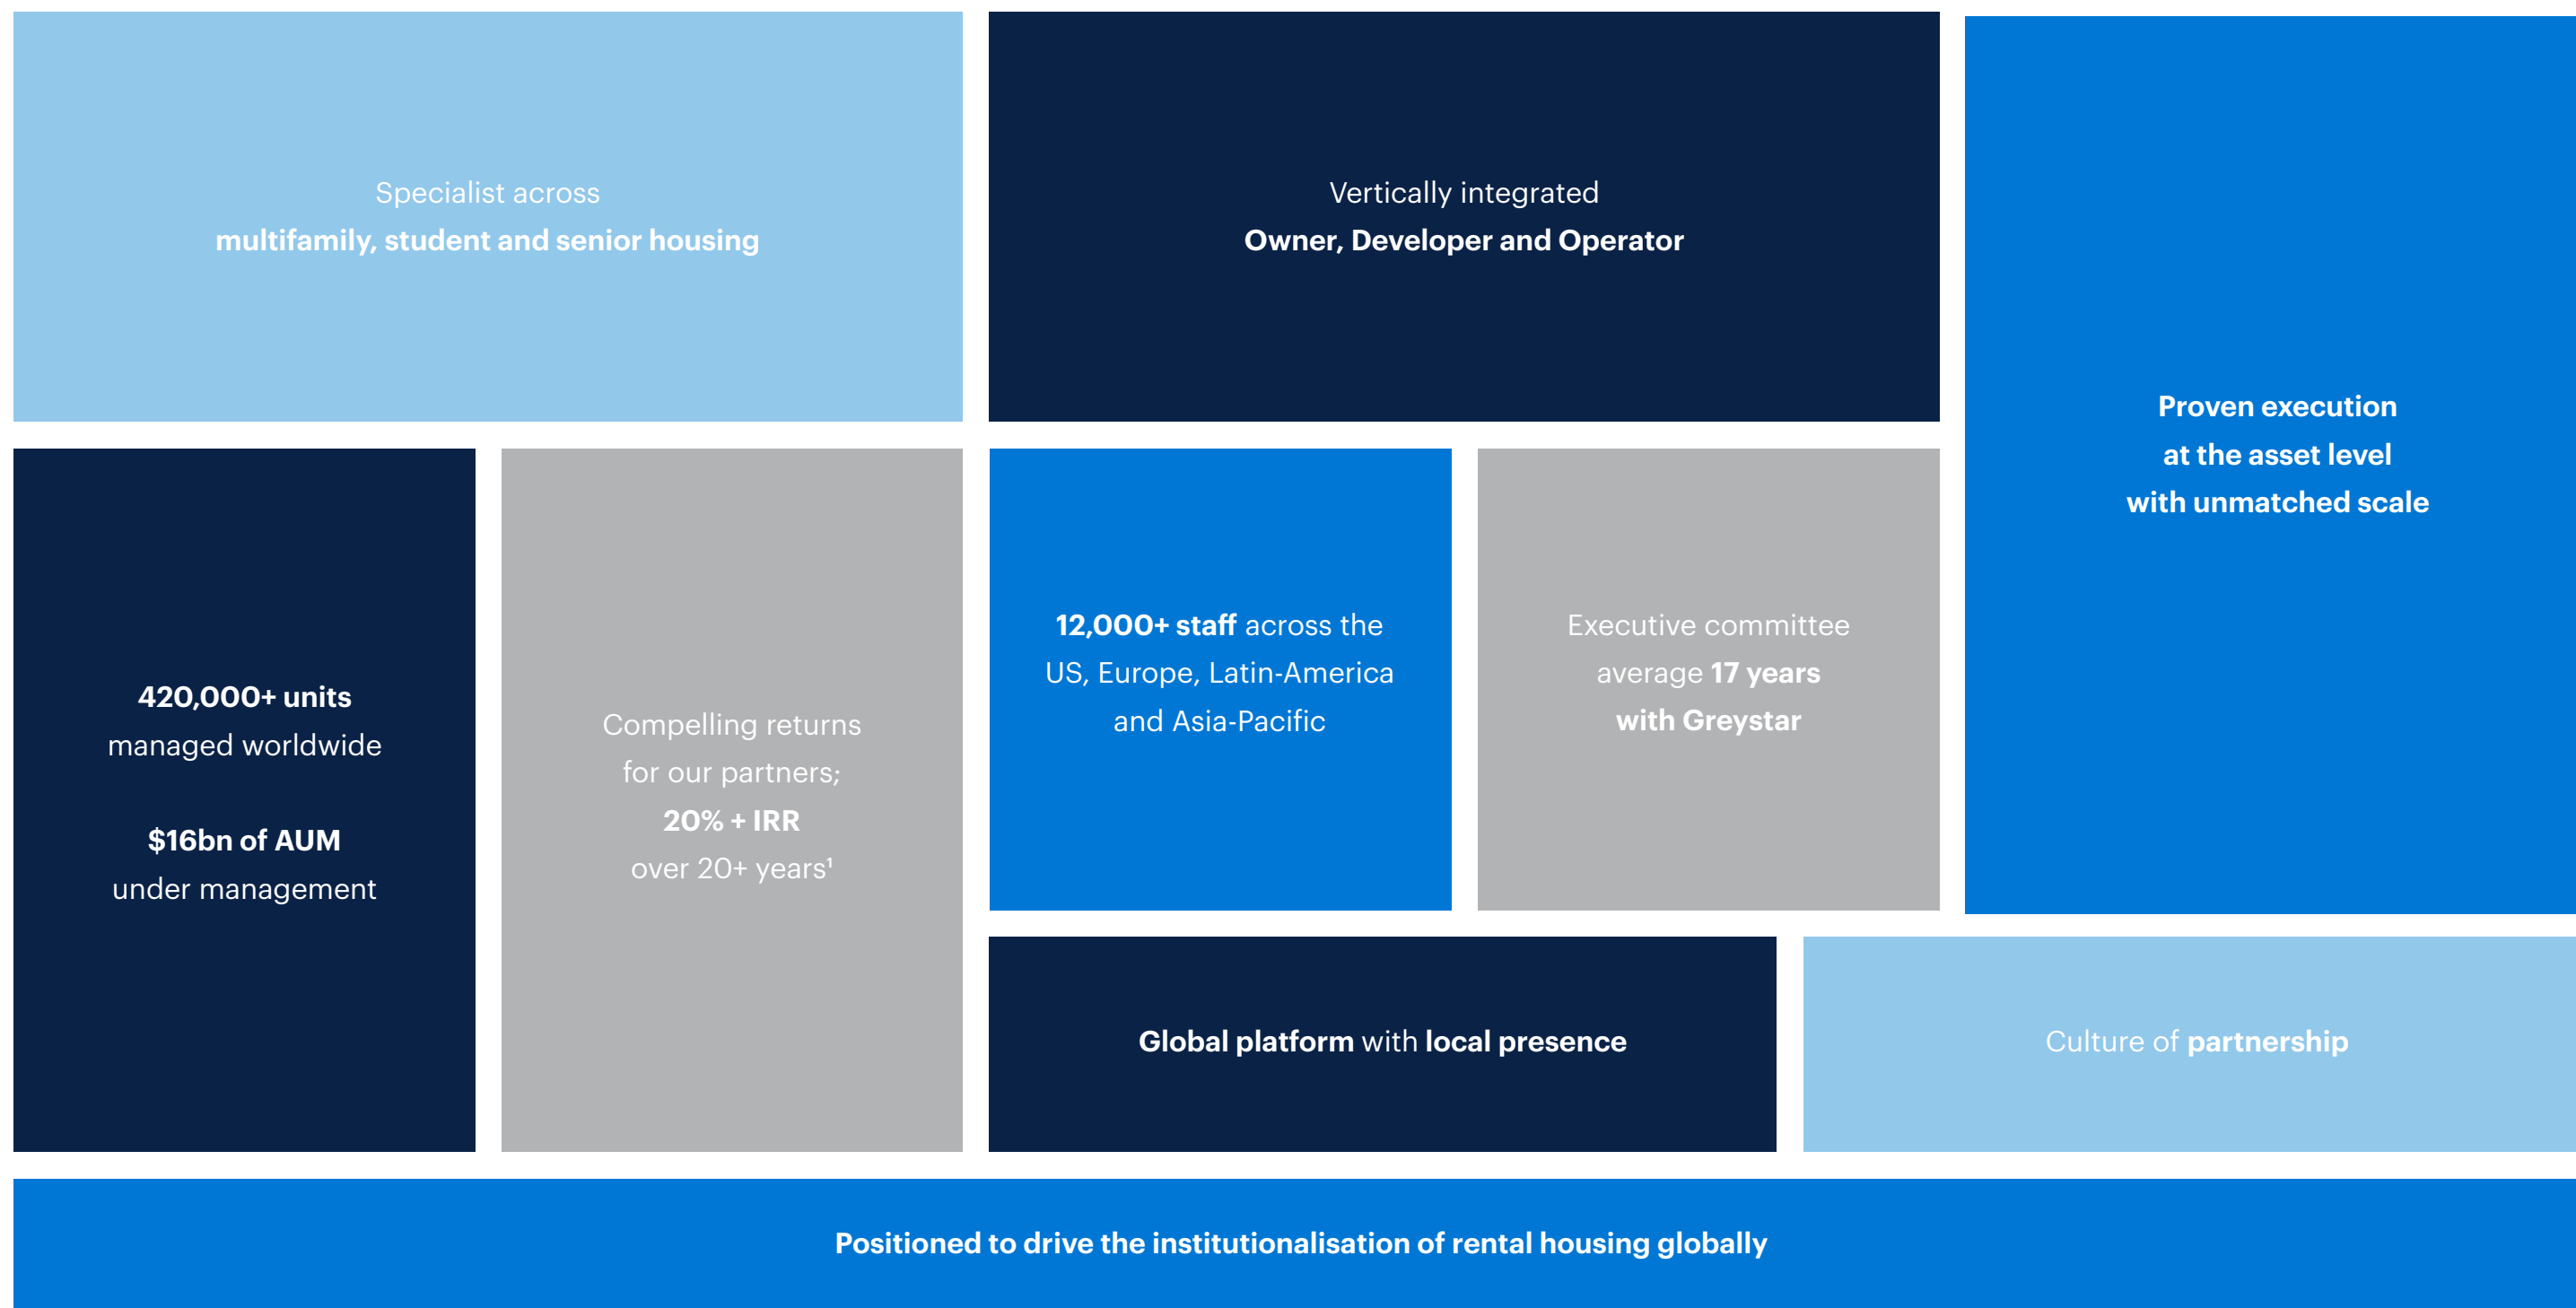 Specialist across
multifamily, student and senior housing
Vertically integrated
Owner, Developer and Operator
Proven execution
at the asset level
with unmatched scale
420,000+ units
managed worldwide
$16bn of AUM
under management
Compelling returns
for our partners;
20% + IRR
over 20+ years¹
12,000+ staff across the
US, Europe, Latin-America
and Asia-Pacific
Executive committee
average 17 years
with Greystar
Global platform with local presence
Culture of partnership
Positioned to drive the institutionalisation of rental housing globally